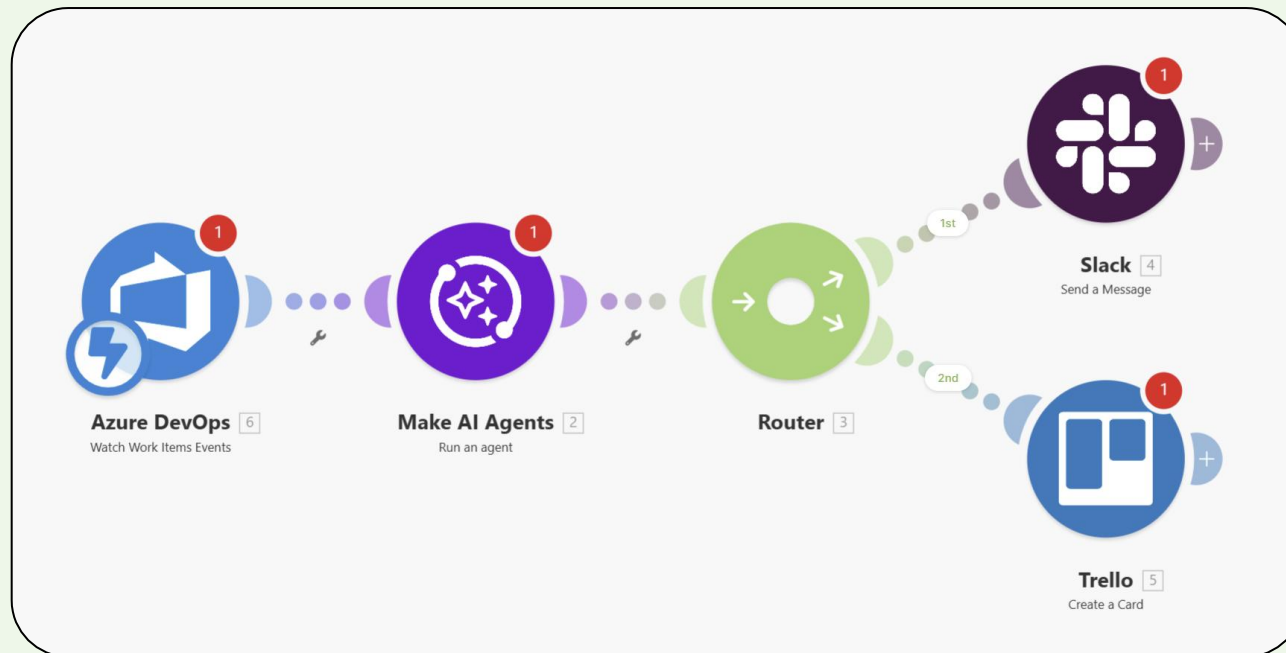 1
1st
Slack 4
Send a Message
1
1
Azure DevOps 6
Watch Work Items Events
Make AI Agents 2
Run an agent
Router 3
2nd
1
Trello 5
Create a Card